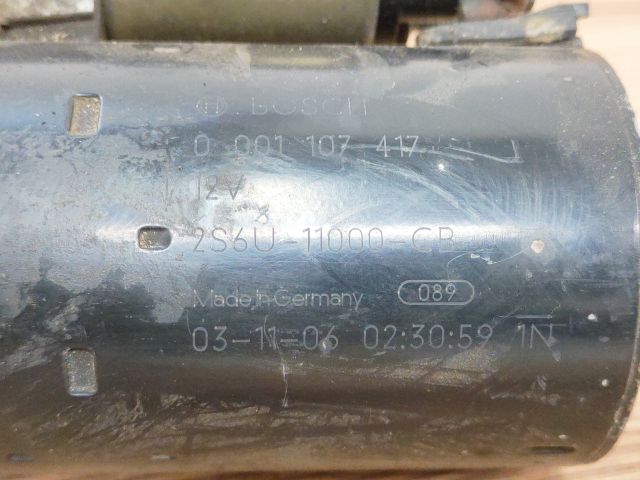 BOSCH
0 001 107 417
12V
2S6U-11000-CB
Made in Germany 089
03-11-06 02:30:59 1N